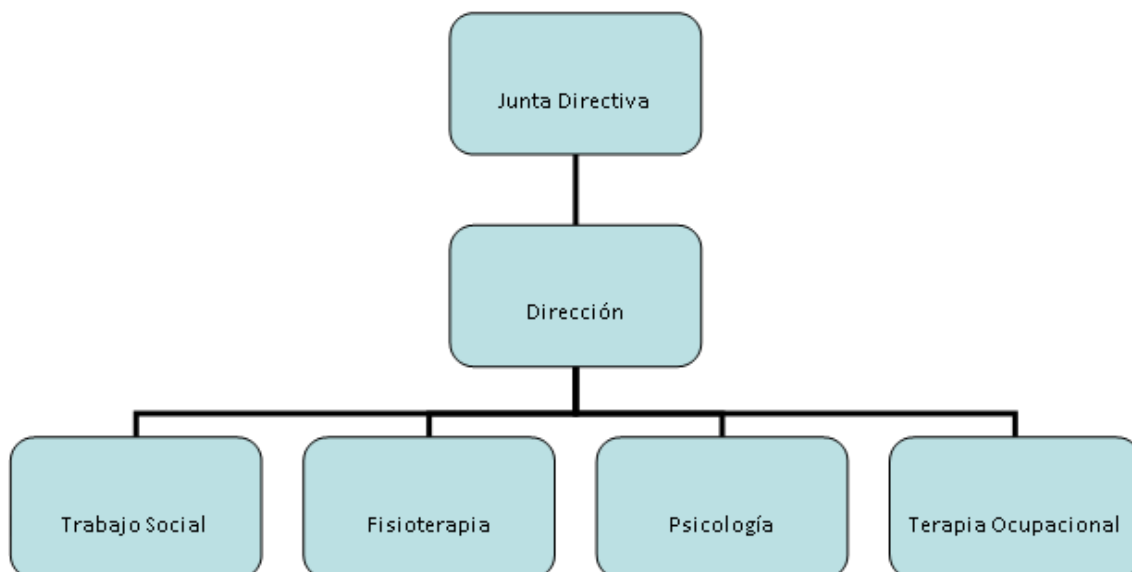 Junta Directiva
Dirección
Trabajo Social
Fisioterapia
Psicología
Terapia Ocupacional